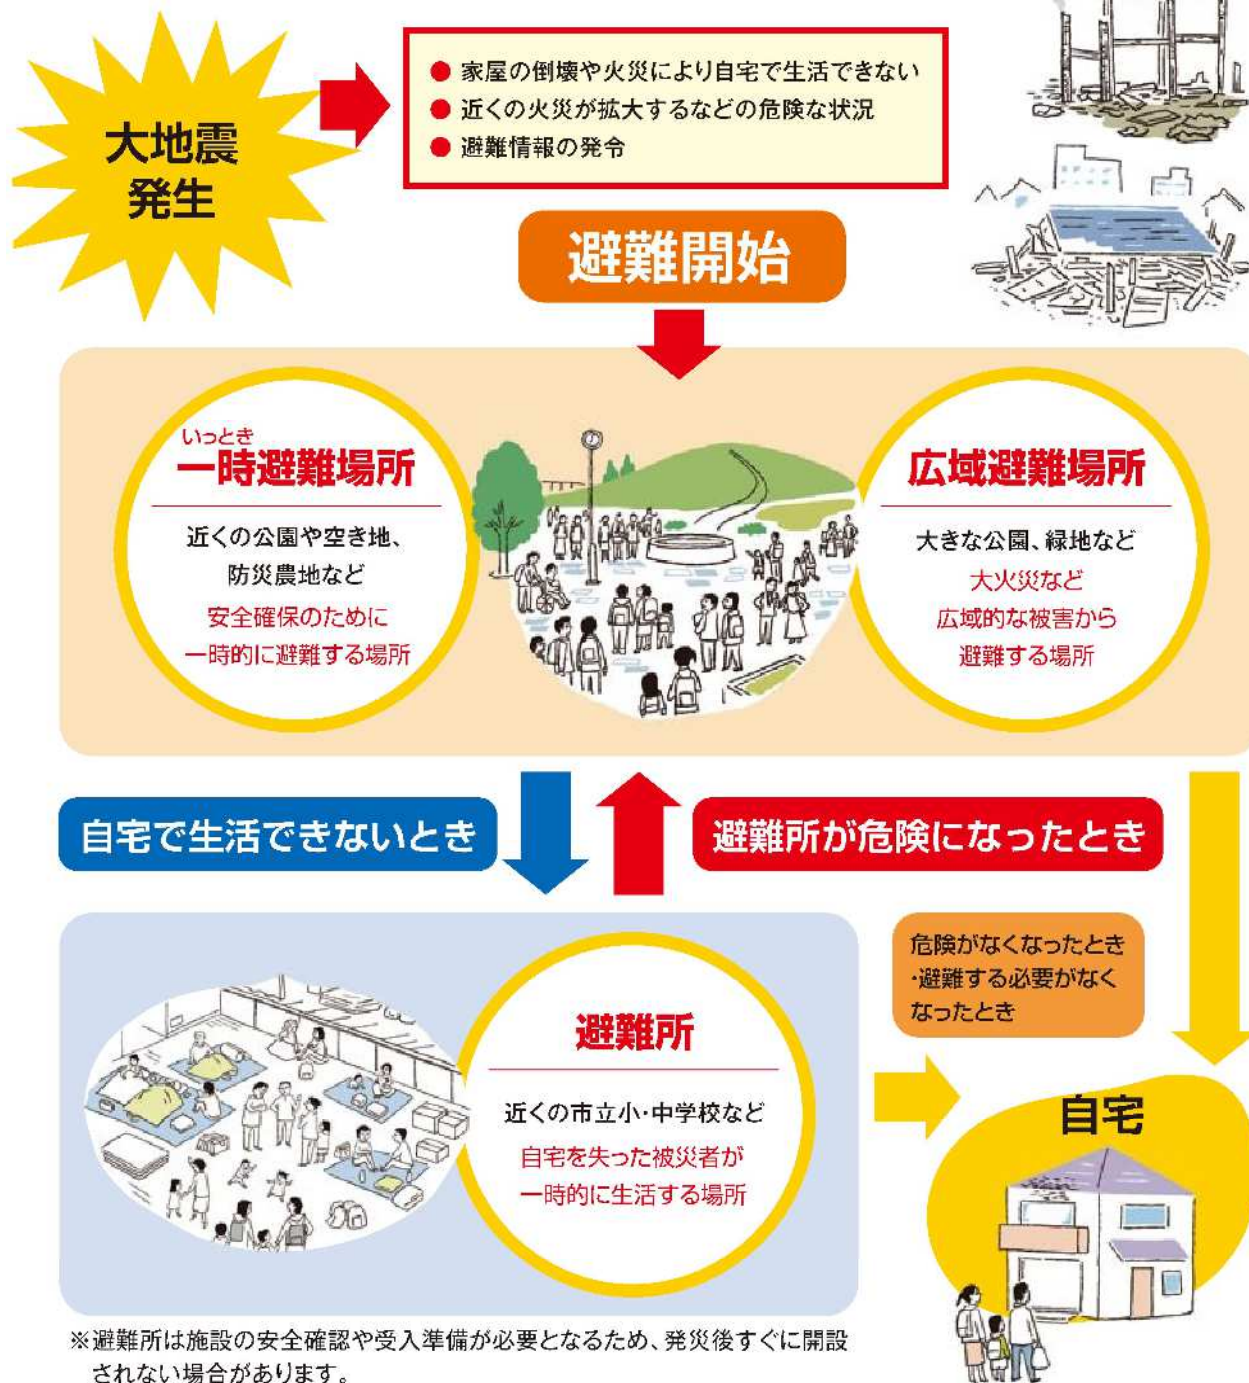 大地震
発生
● 家屋の倒壊や火災により自宅で生活できない
● 近くの火災が拡大するなどの危険な状況
● 避難情報の発令
避難開始
いっとき
一時避難場所
近くの公園や空き地、
防災農地など
安全確保のために
一時的に避難する場所
広域避難場所
大きな公園、緑地など
大火災など
広域的な被害から
避難する場所
自宅で生活できないとき
避難所が危険になったとき
危険がなくなったとき
・避難する必要がなく
なったとき
避難所
近くの市立小・中学校など
自宅を失った被災者が
一時的に生活する場所
自宅
※避難所は施設の安全確認や受入準備が必要となるため、発災後すぐに開設
されない場合があります。